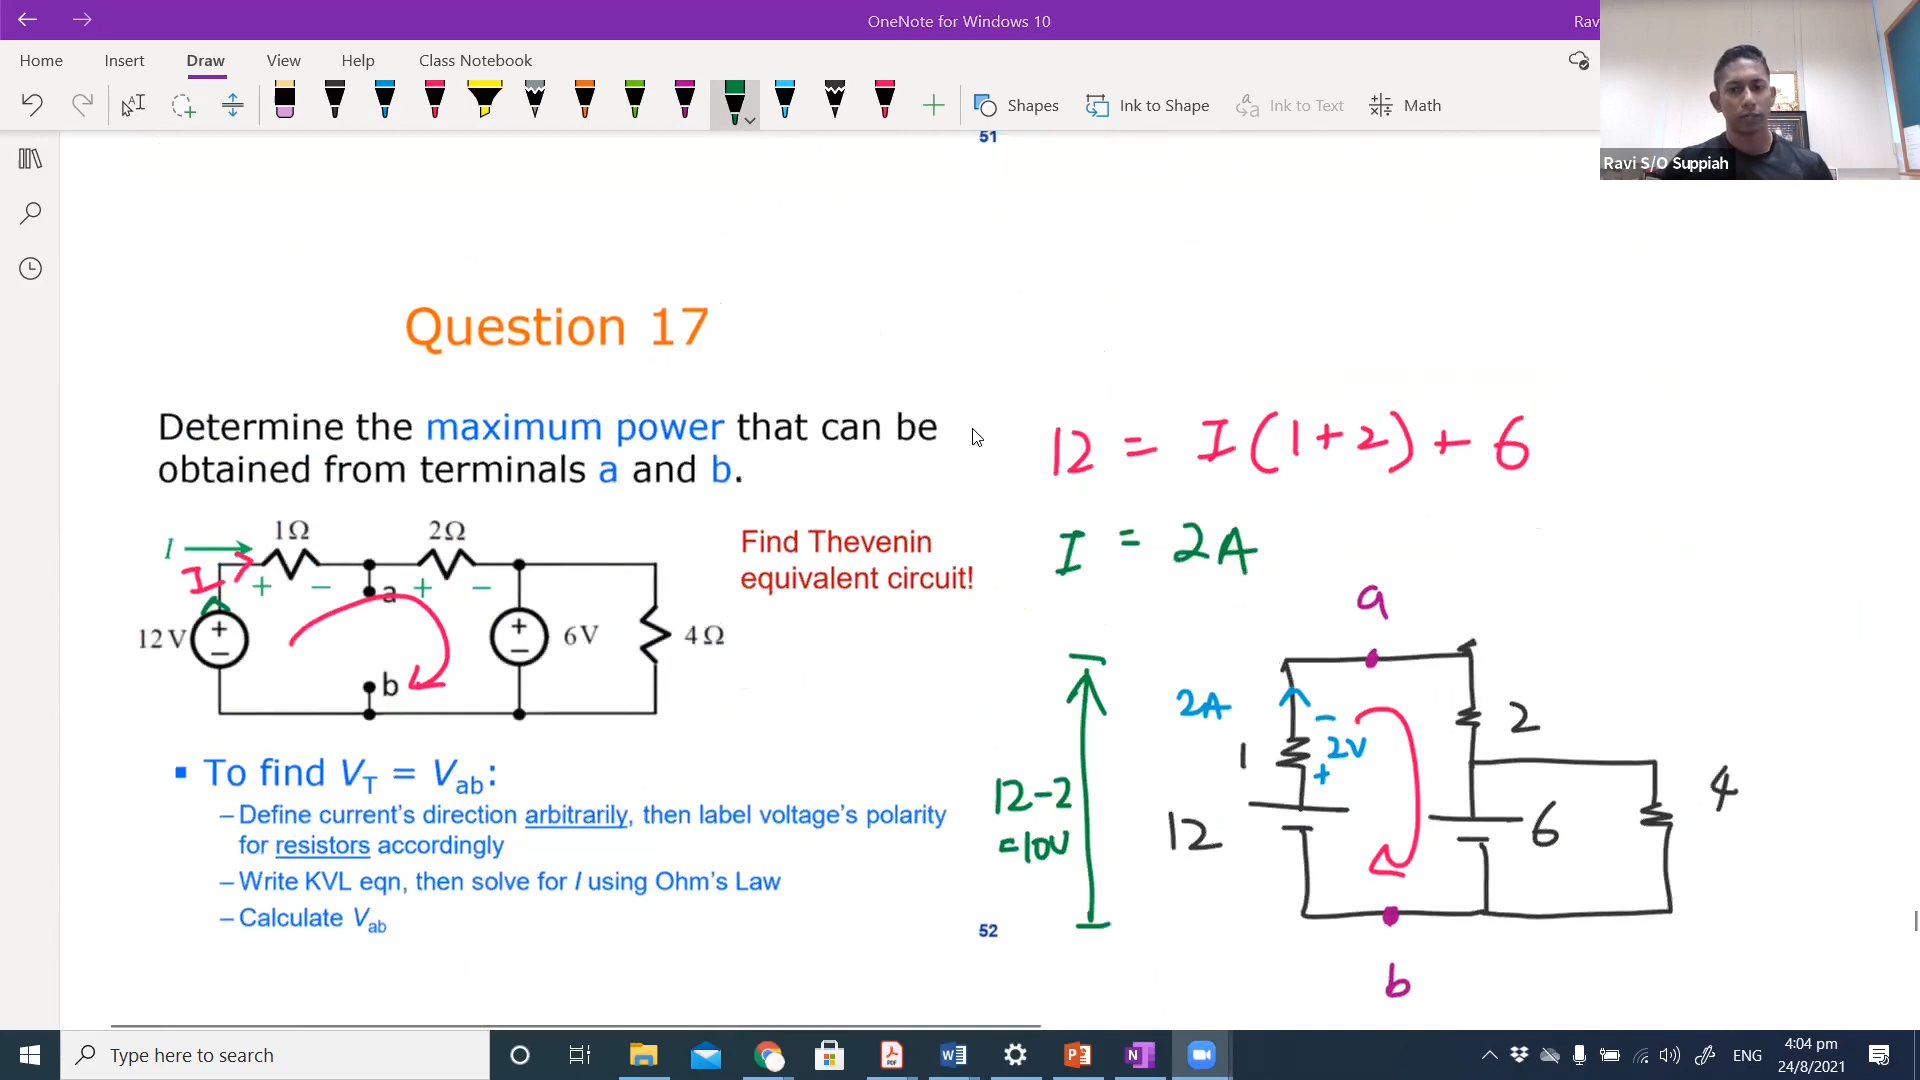 OneNote for Windows 10
Rav
Home Insert Draw View Help Class Notebook
Shapes Ink to Shape Ink to Text Math
Ravi S/O Suppiah
51
Question 17
Determine the maximum power that can be
obtained from terminals a and b.
I
1Ω
2Ω
I
+ − + −
a
12 V
+
−
+
−
6 V
4 Ω
b
Find Thevenin
equivalent circuit!
▪ To find VT = Vab:
– Define current's direction arbitrarily, then label voltage's polarity
for resistors accordingly
– Write KVL eqn, then solve for I using Ohm's Law
– Calculate Vab
52
12 = I(1+2)+6
I = 2A
a
2A
−
2V
+
1
2
12-2
=10V
12
6
4
b
Type here to search
ENG
4:04 pm
24/8/2021